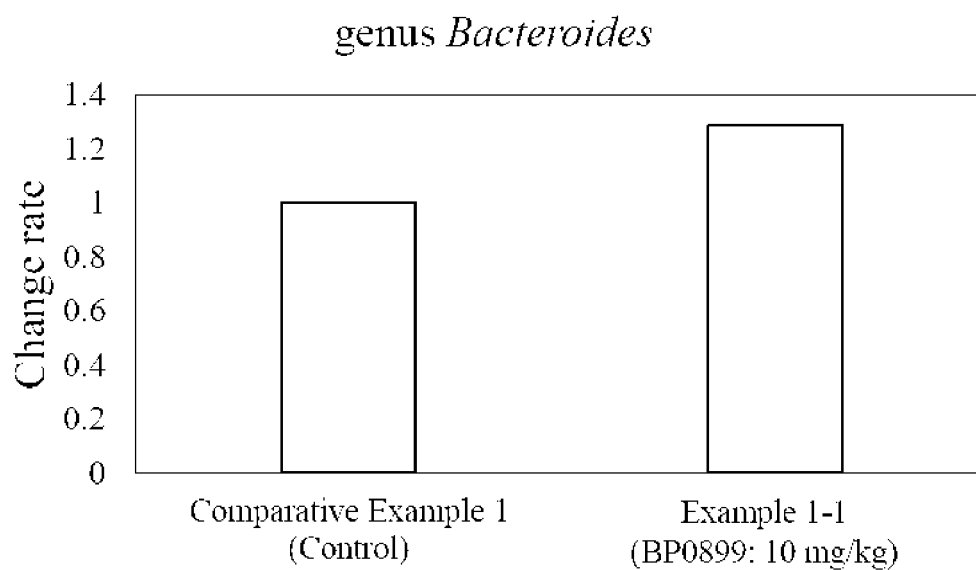 genus Bacteroides
Change rate
1.4
1.2
1
0.8
0.6
0.4
0.2
0
Comparative Example 1
(Control)
Example 1-1
(BP0899: 10 mg/kg)